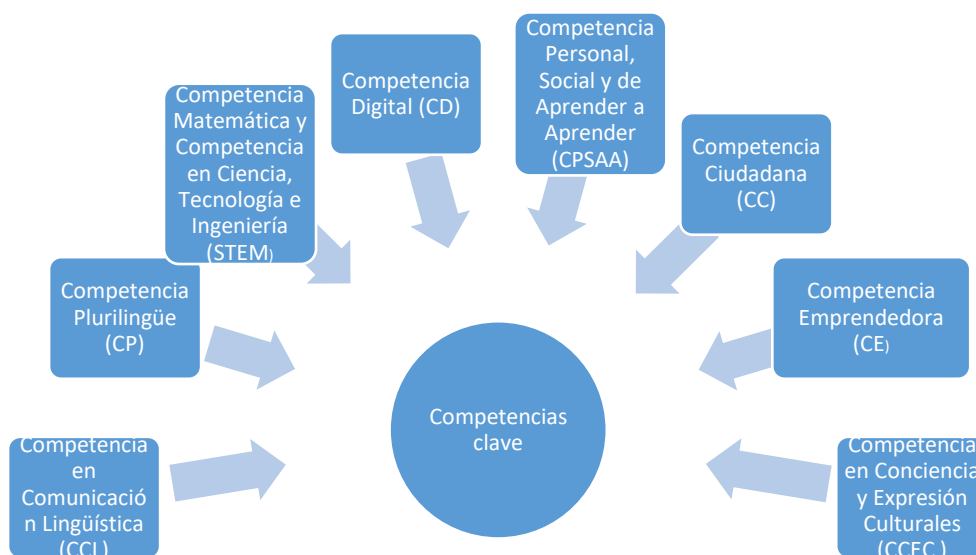 Competencia
en
Comunicació
n Lingüística
(CCL)
Competencia
Plurilingüe
(CP)
Competencia
Matemática y
Competencia
en Ciencia,
Tecnología e
Ingeniería
(STEM)
Competencia
Digital (CD)
Competencia
Personal,
Social y de
Aprender a
Aprender
(CPSAA)
Competencia
Ciudadana
(CC)
Competencia
Emprendedora
(CE)
Competencia
en Conciencia
y Expresión
Culturales
(CCEC )
Competencias
clave